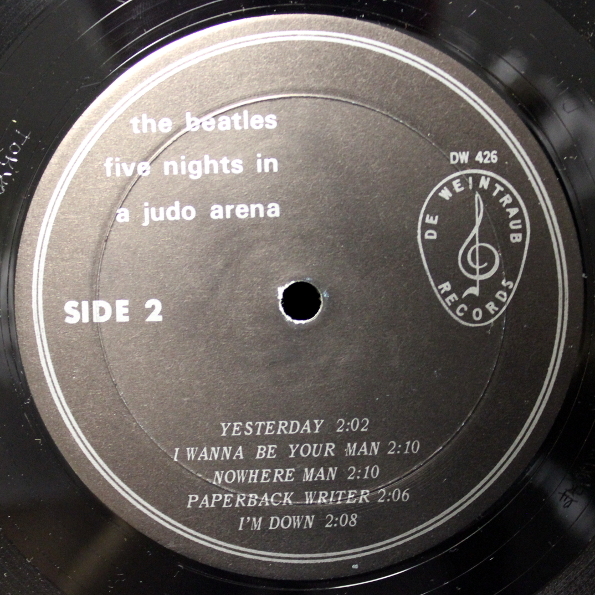 the beatles
five nights in
a judo arena
DW 426
DE WEINTRAUB
RECORDS
SIDE 2
YESTERDAY 2:02
I WANNA BE YOUR MAN 2:10
NOWHERE MAN 2:10
PAPERBACK WRITER 2:06
I'M DOWN 2:08